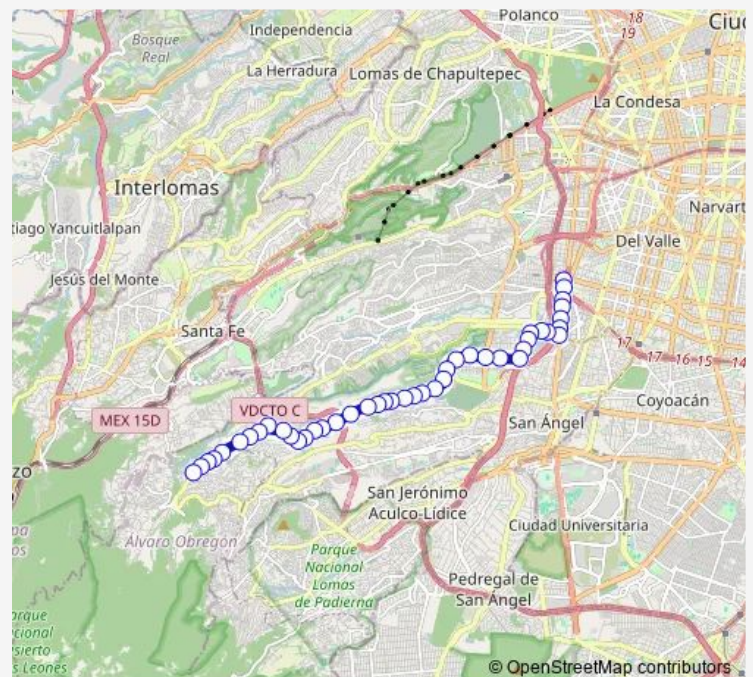 Polanco
18
19
Ciud
Independencia
Bosque
Real
La Herradura
Lomas de Chapultepec
La Condesa
Interlomas
Narvart
tiago Yancuitlalpan
Del Valle
Jesús del Monte
Santa Fe
17
17
16
15
14
Coyoacán
VDCTO C
MEX 15D
San Ángel
zo
San Jerónimo
Aculco-Lídice
Ciudad Universitaria
Álvaro Obregón
Parque
Nacional
Lomas
de Padierna
Pedregal de
San Ángel
arque
cional
sierto
s Leones
© OpenStreetMap contributors